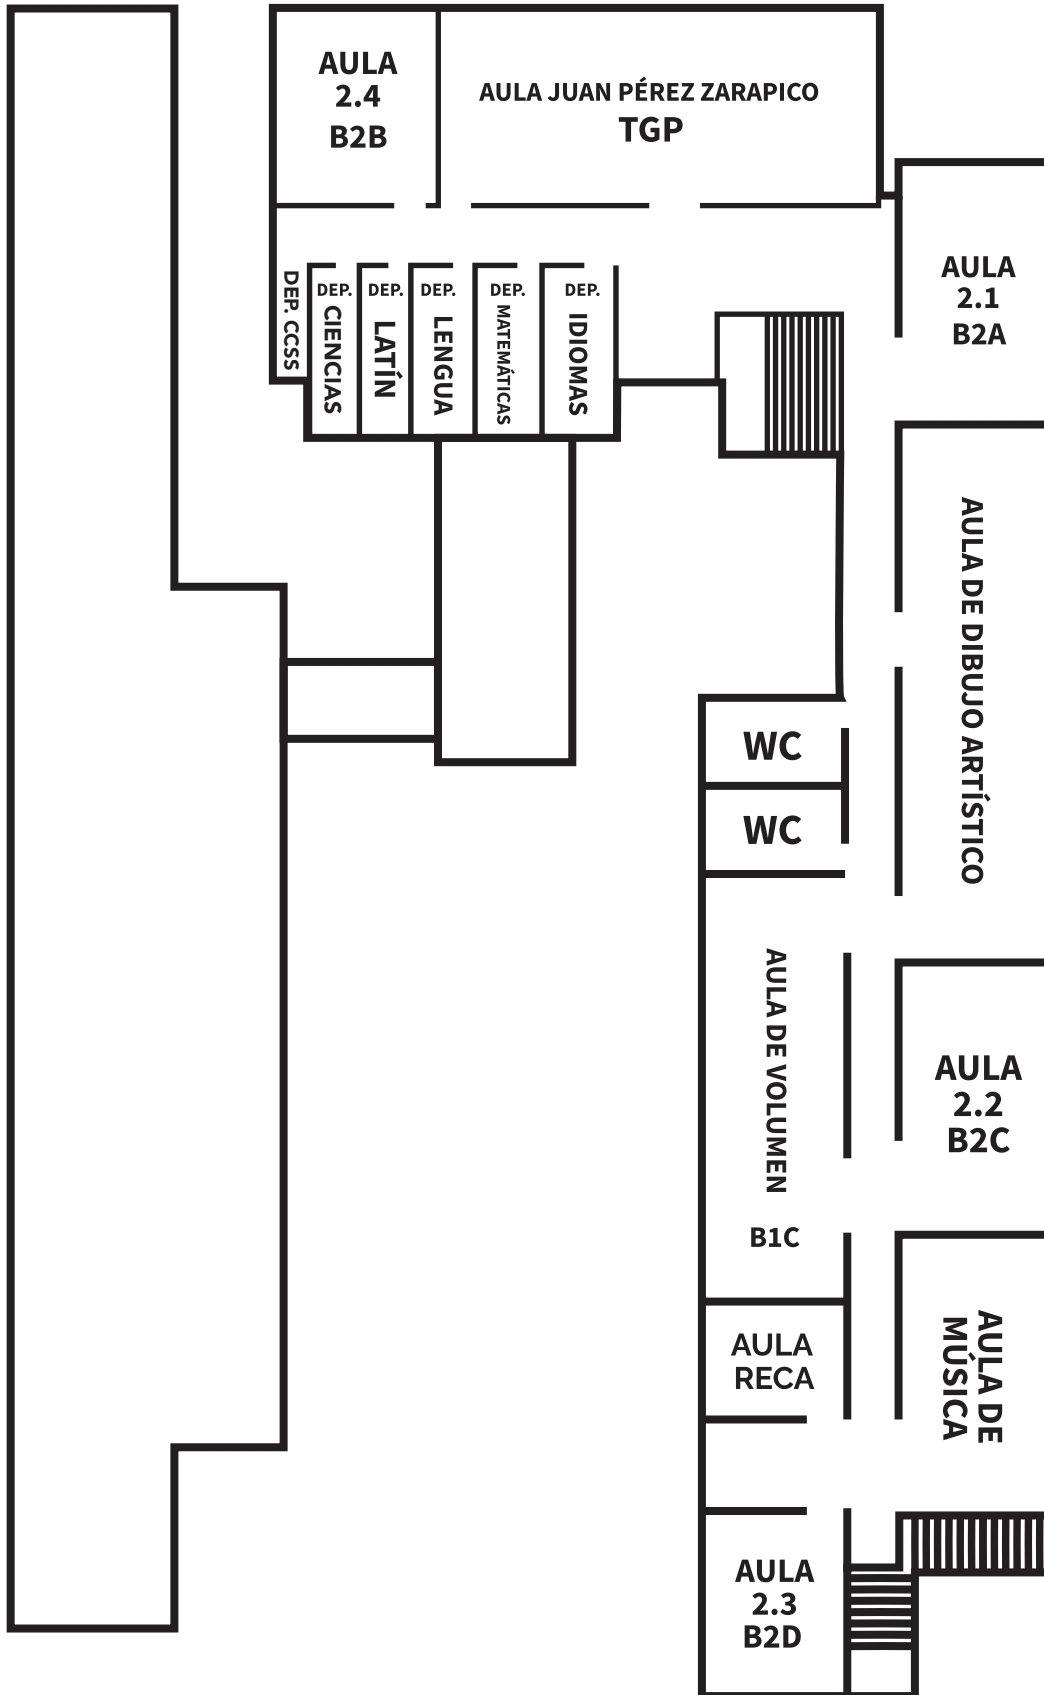 AULA
2.4
B2B
AULA JUAN PÉREZ ZARAPICO
TGP
AULA
2.1
B2A
DEP. CCSS
DEP.
CIENCIAS
DEP.
LATÍN
DEP.
LENGUA
DEP.
MATEMÁTICAS
DEP.
IDIOMAS
AULA DE DIBUJO ARTÍSTICO
WC
WC
AULA DE VOLUMEN
B1C
AULA
2.2
B2C
AULA
RECA
AULA DE
MÚSICA
AULA
2.3
B2D